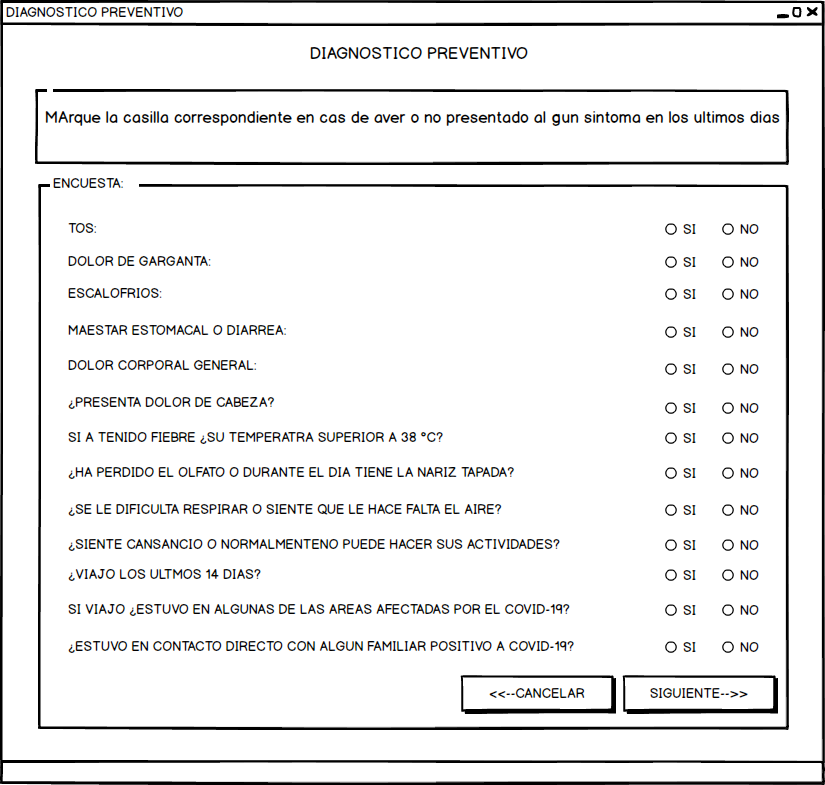 DIAGNOSTICO PREVENTIVO
DIAGNOSTICO PREVENTIVO
MArque la casilla correspondiente en cas de aver o no presentado al gun sintoma en los ultimos dias
ENCUESTA:
TOS: SI NO
DOLOR DE GARGANTA: SI NO
ESCALOFRIOS: SI NO
MAESTAR ESTOMACAL O DIARREA: SI NO
DOLOR CORPORAL GENERAL: SI NO
¿PRESENTA DOLOR DE CABEZA? SI NO
SI A TENIDO FIEBRE ¿SU TEMPERATRA SUPERIOR A 38 °C? SI NO
¿HA PERDIDO EL OLFATO O DURANTE EL DIA TIENE LA NARIZ TAPADA? SI NO
¿SE LE DIFICULTA RESPIRAR O SIENTE QUE LE HACE FALTA EL AIRE? SI NO
¿SIENTE CANSANCIO O NORMALMENTENO PUEDE HACER SUS ACTIVIDADES? SI NO
¿VIAJO LOS ULTMOS 14 DIAS? SI NO
SI VIAJO ¿ESTUVO EN ALGUNAS DE LAS AREAS AFECTADAS POR EL COVID-19? SI NO
¿ESTUVO EN CONTACTO DIRECTO CON ALGUN FAMILIAR POSITIVO A COVID-19? SI NO
<<--CANCELAR SIGUIENTE-->>